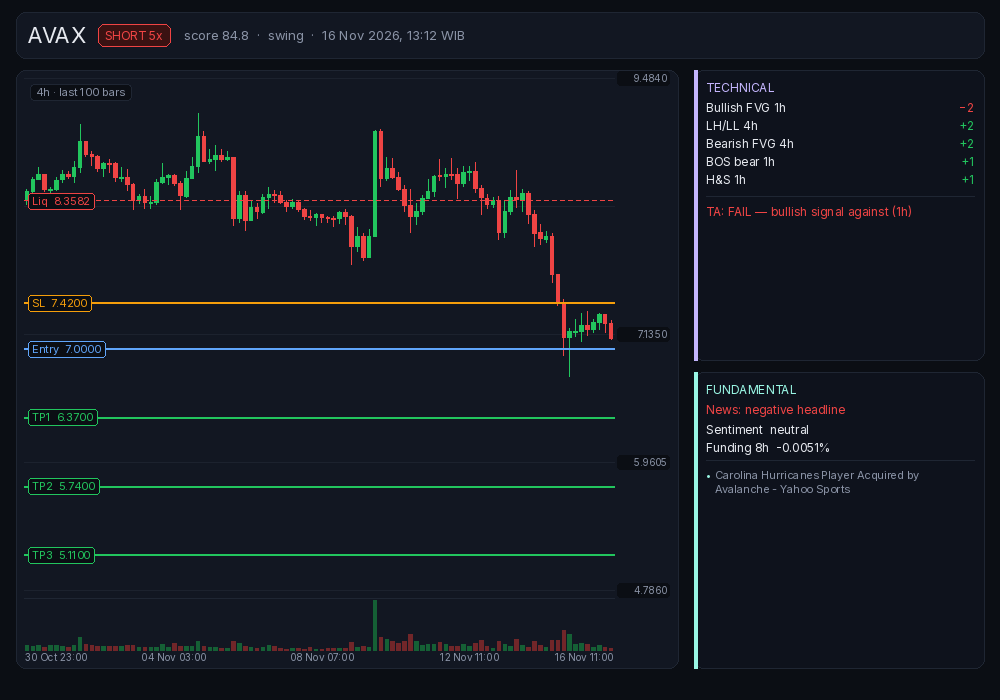 AVAX SHORT 5x score 84.8 · swing · 16 Nov 2026, 13:12 WIB
4h · last 100 bars
9.4840
Liq 8.3582
SL 7.4200
7.1350
Entry 7.0000
TP1 6.3700
5.9605
TP2 5.7400
TP3 5.1100
4.7860
30 Oct 23:00 04 Nov 03:00 08 Nov 07:00 12 Nov 11:00 16 Nov 11:00
TECHNICAL
Bullish FVG 1h −2
LH/LL 4h +2
Bearish FVG 4h +2
BOS bear 1h +1
H&S 1h +1
TA: FAIL — bullish signal against (1h)
FUNDAMENTAL
News: negative headline
Sentiment neutral
Funding 8h -0.0051%
• Carolina Hurricanes Player Acquired by
Avalanche - Yahoo Sports